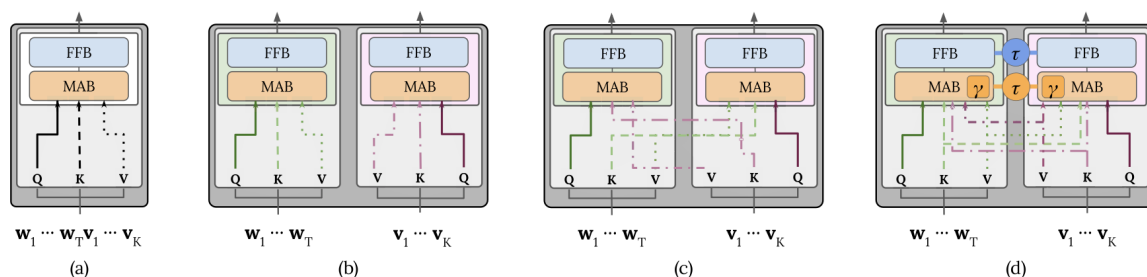 FFB
MAB
Q K V
w1 ··· wT v1 ··· vK
(a)
FFB FFB
MAB MAB
Q K V V K Q
w1 ··· wT v1 ··· vK
(b)
FFB FFB
MAB MAB
Q K V V K Q
w1 ··· wT v1 ··· vK
(c)
FFB τ FFB
MAB γ τ γ MAB
Q K V V K Q
w1 ··· wT v1 ··· vK
(d)